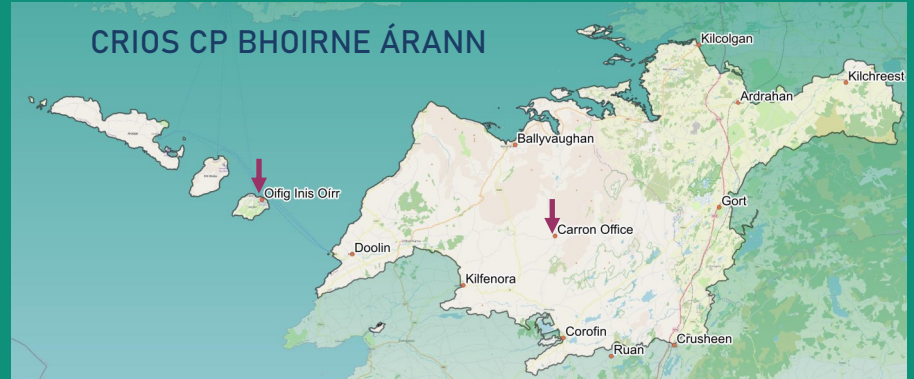 CRIOS CP BHOIRNE ÁRANN
Kilcolgan
Kilchreest
Ardrahan
Ballyvaughan
Oifig Inis Oírr
Gort
Carron Office
Doolin
Kilfenora
Corofin
Crusheen
Ruan